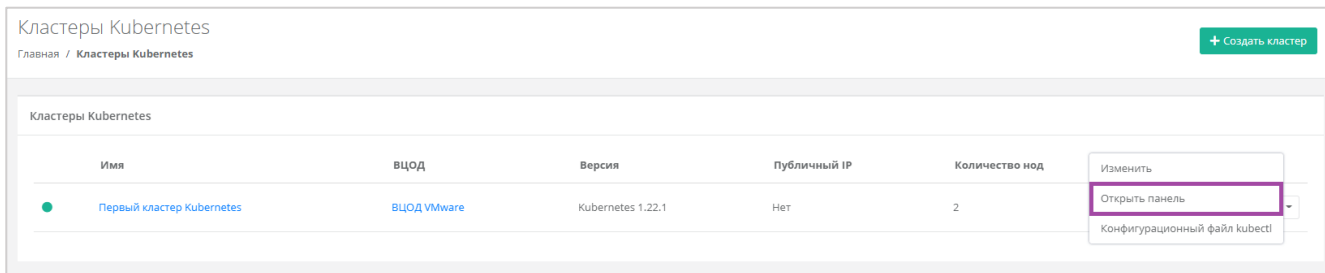 Кластеры Kubernetes
Главная / Кластеры Kubernetes
+ Создать кластер
Кластеры Kubernetes
Имя ВЦОД Версия Публичный IP Количество нод
Изменить
Первый кластер Kubernetes ВЦОД VMware Kubernetes 1.22.1 Нет 2
Открыть панель
Конфигурационный файл kubectl